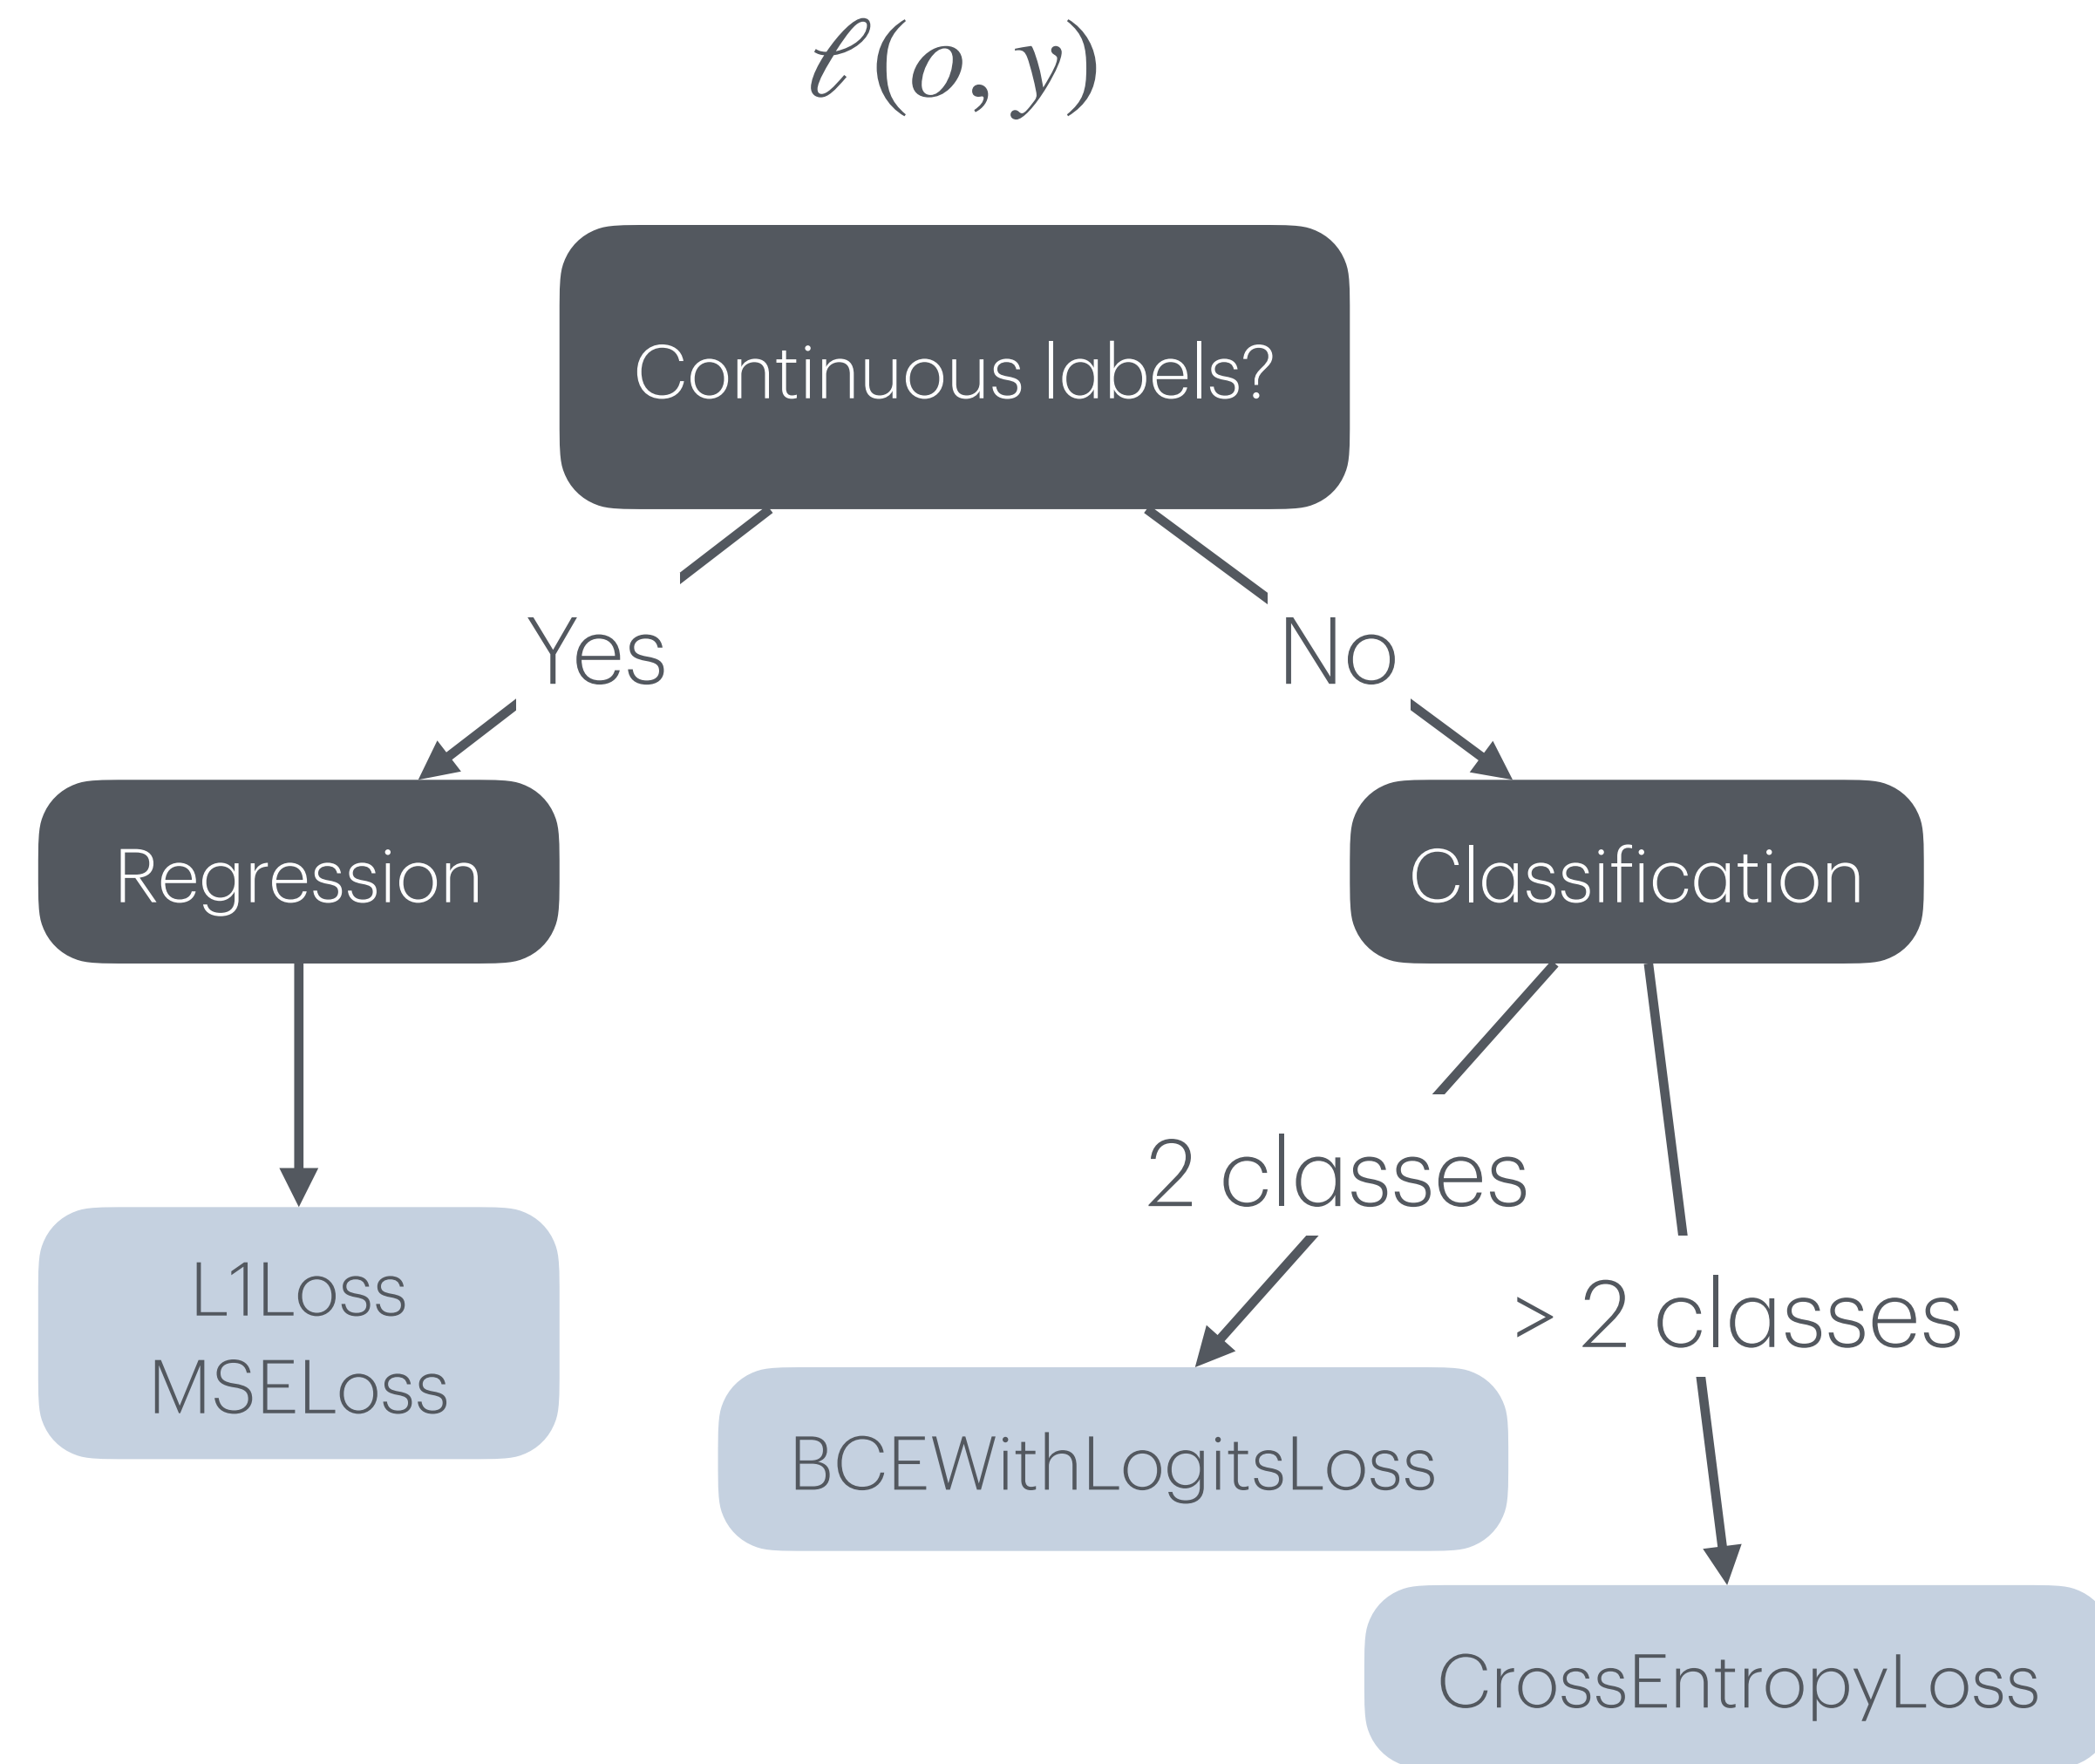 ℓ(o, y)
Continuous labels?
Yes
No
Regression
Classification
2 classes
>2 classes
L1Loss
MSELoss
BCEWithLogitsLoss
CrossEntropyLoss